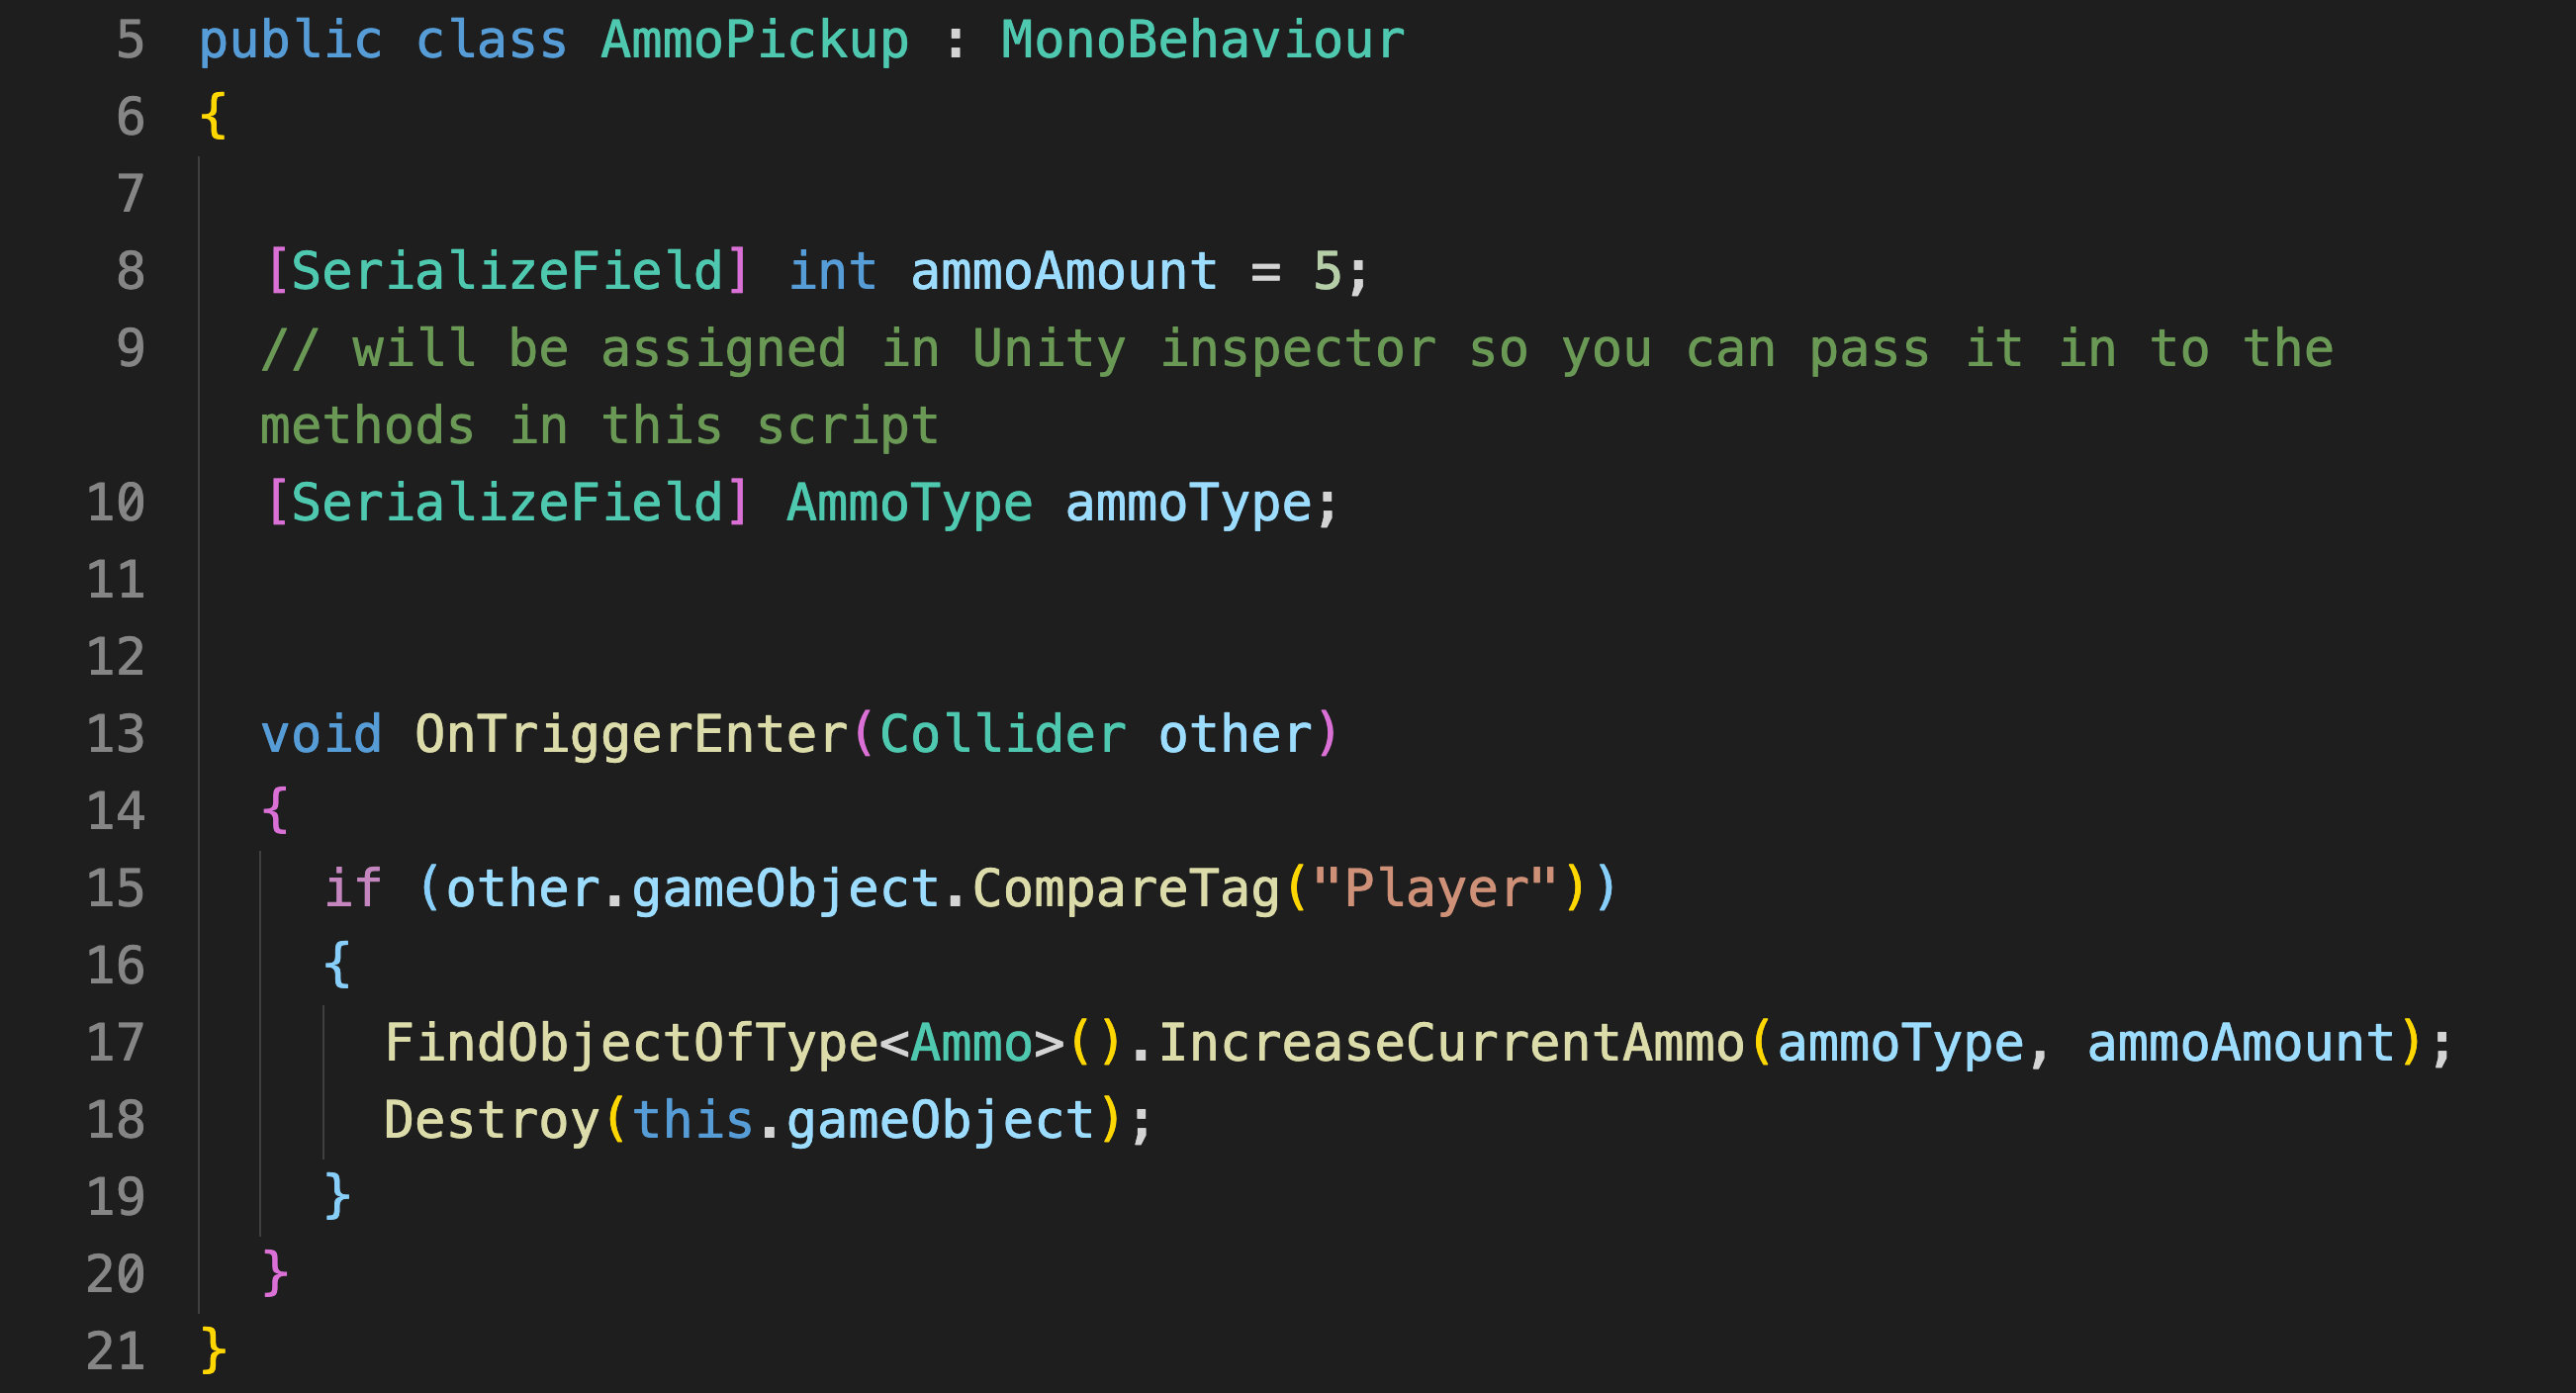 5 public class AmmoPickup : MonoBehaviour
6 {
7
8 [SerializeField] int ammoAmount = 5;
9 // will be assigned in Unity inspector so you can pass it in to the
methods in this script
10 [SerializeField] AmmoType ammoType;
11
12
13 void OnTriggerEnter(Collider other)
14 {
15 if (other.gameObject.CompareTag("Player"))
16 {
17 FindObjectOfType<Ammo>().IncreaseCurrentAmmo(ammoType, ammoAmount);
18 Destroy(this.gameObject);
19 }
20 }
21 }